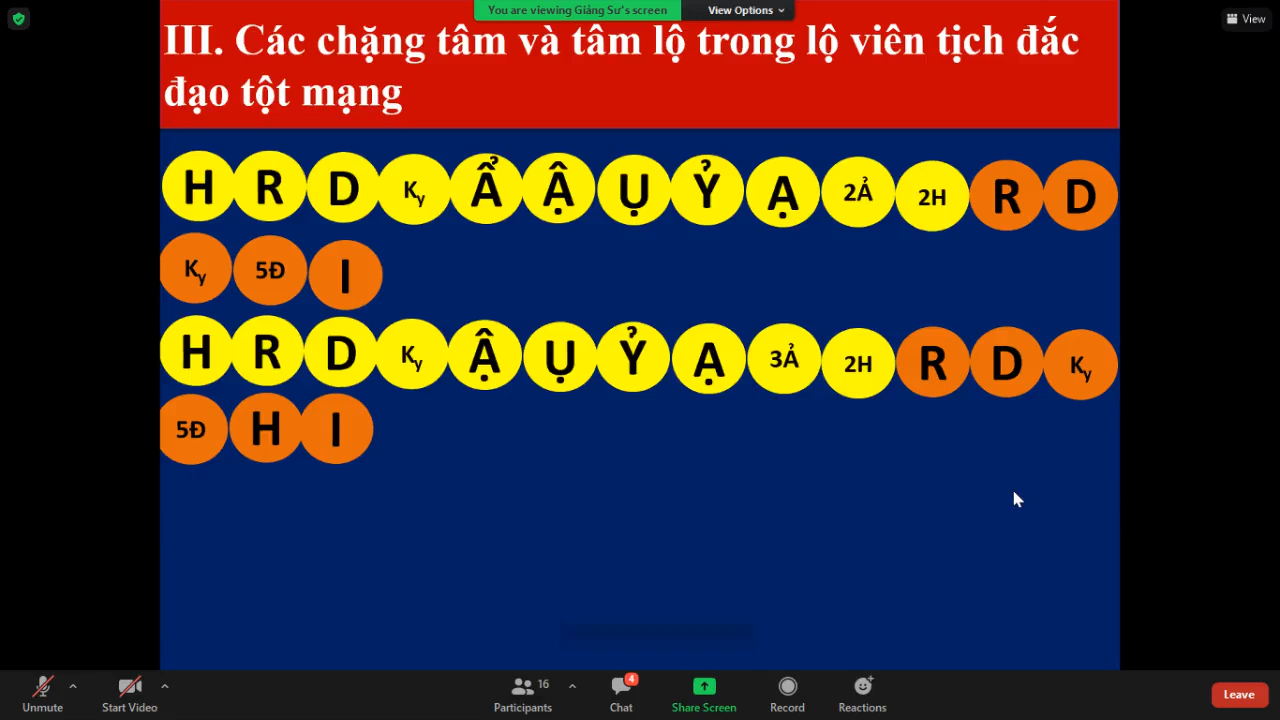 You are viewing Giảng Sư's screen View Options
View
III. Các chặng tâm và tâm lộ trong lộ viên tịch đắc
đạo tột mạng
H R D Ky Ẩ Ậ Ụ Ỷ Ạ 2Ả 2H R D
Ky 5Đ I
H R D Ky Ậ Ụ Ỷ Ạ 3Ả 2H R D Ky
5Đ H I
16 4
Unmute Start Video Participants Chat Share Screen Record Reactions Leave